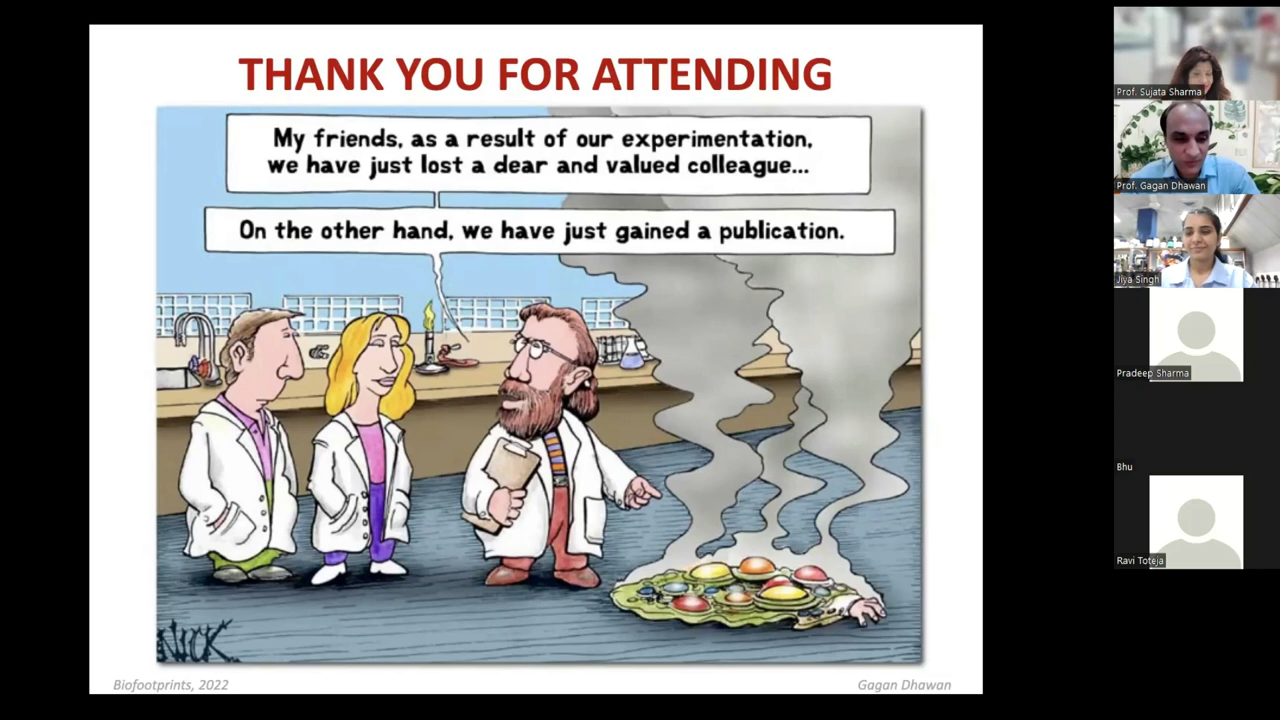 THANK YOU FOR ATTENDING
My friends, as a result of our experimentation,
we have just lost a dear and valued colleague...
On the other hand, we have just gained a publication.
NICK
Biofootprints, 2022
Gagan Dhawan
Prof. Sujata Sharma
Prof. Gagan Dhawan
Jiya Singh
Pradeep Sharma
Bhu
Ravi Toteja